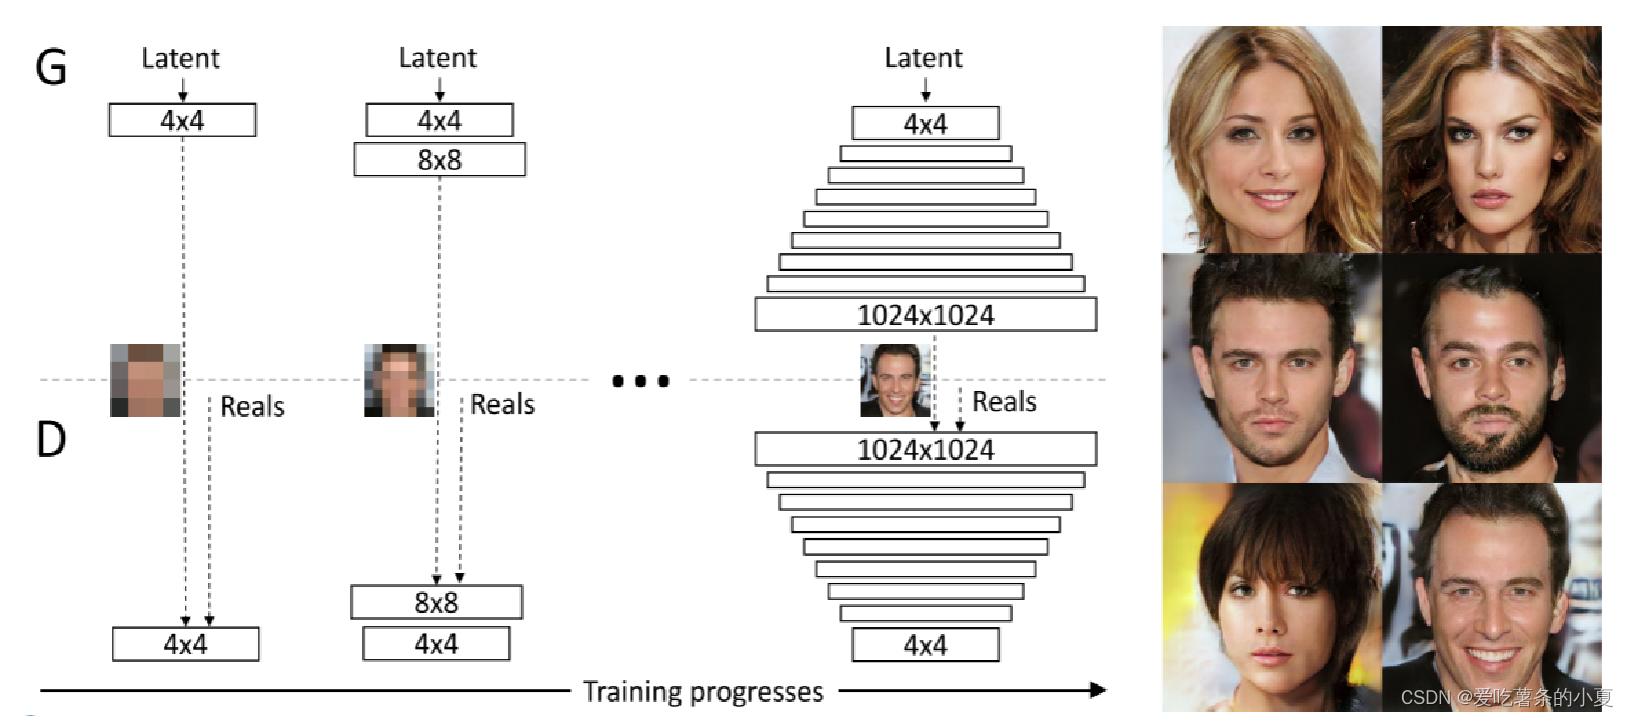 G
Latent
4x4
Latent
4x4
8x8
Latent
4x4
1024x1024
Reals
Reals
Reals
D
1024x1024
8x8
4x4
4x4
4x4
Training progresses
CSDN @爱吃薯条的小夏